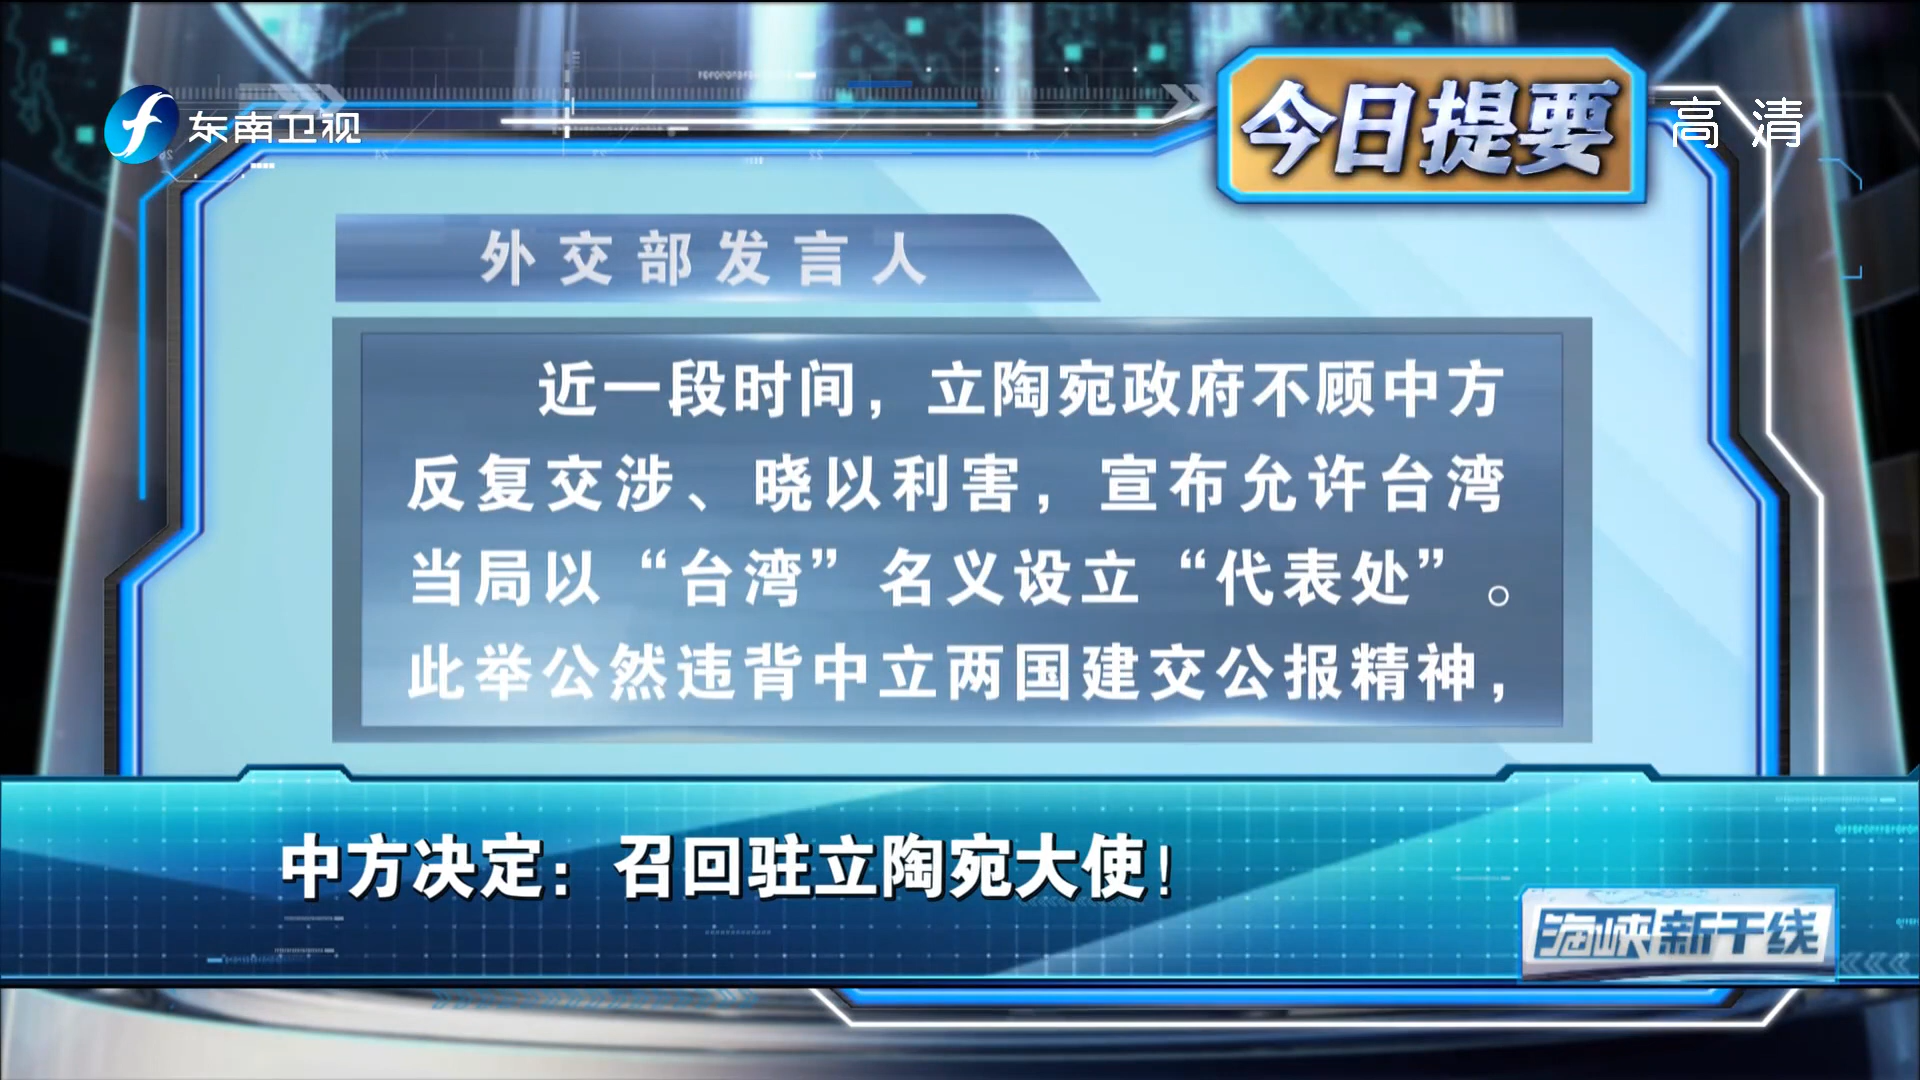 东南卫视
今日提要
高清
外交部发言人
近一段时间，立陶宛政府不顾中方
反复交涉、晓以利害，宣布允许台湾
当局以“台湾”名义设立“代表处”。
此举公然违背中立两国建交公报精神，
中方决定：召回驻立陶宛大使！
海峡新干线